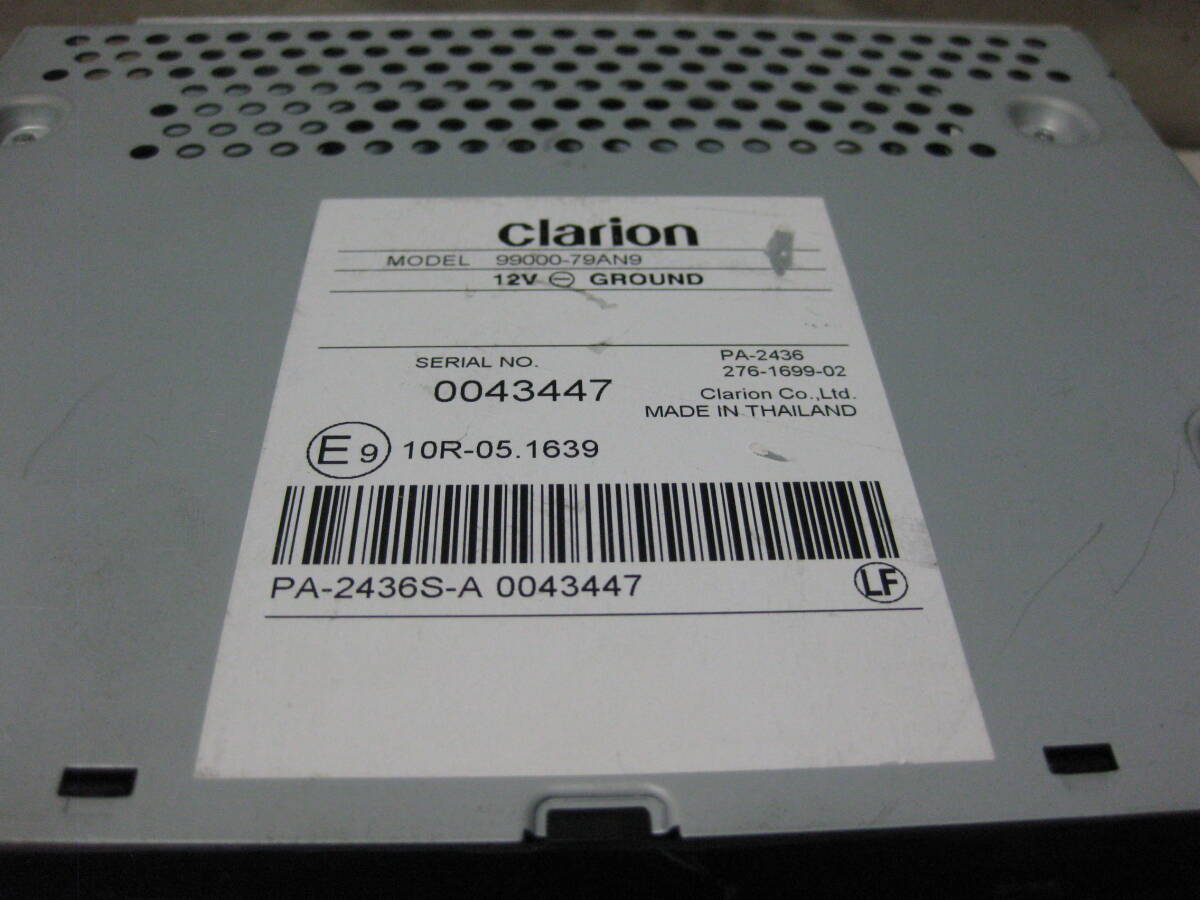 clarion
MODEL 99000-79AN9
12V ⊖ GROUND
SERIAL NO.
0043447
PA-2436
276-1699-02
Clarion Co.,Ltd.
MADE IN THAILAND
E9 10R-05.1639
PA-2436S-A 0043447
LF